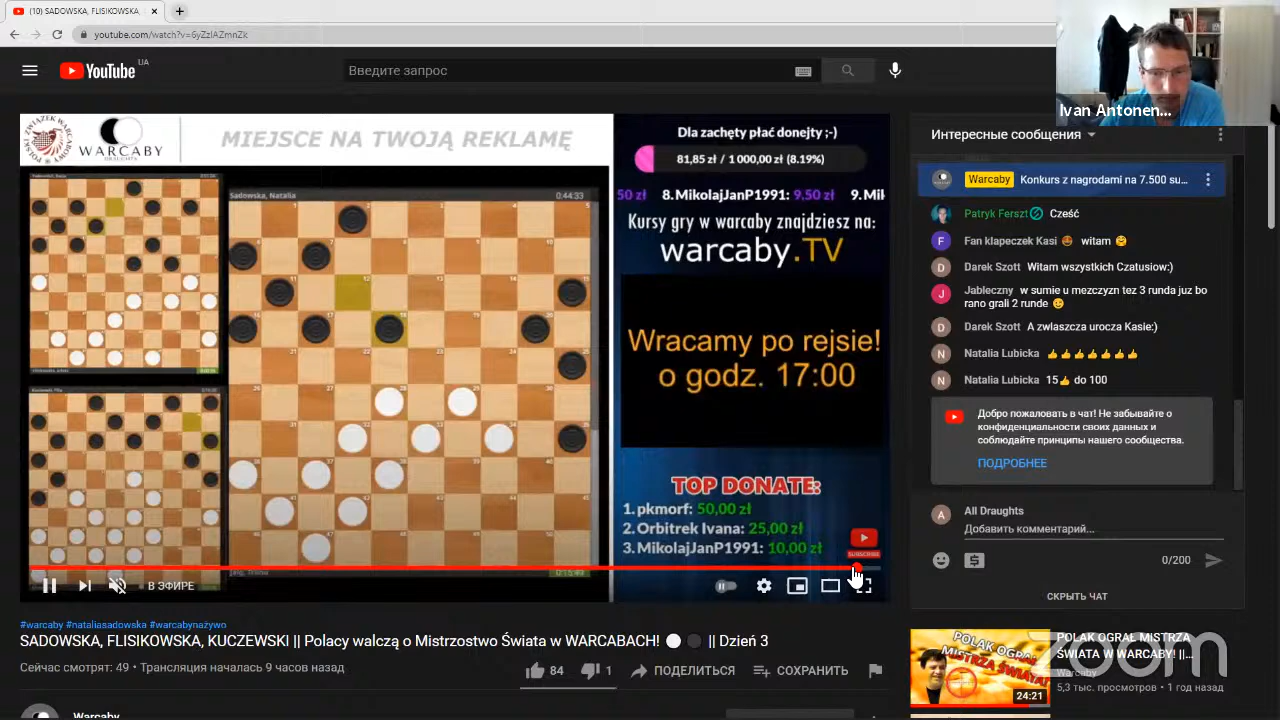 (10) SADOWSKA, FLISIKOWSKA,
youtube.com/watch?v=6yZzlAZmnZk
YouTube UA
Введите запрос
Ivan Antonen...
WARCABY
MIEJSCE NA TWOJĄ REKLAMĘ
Sadowska, Natalia 0:44:33
Dla zachęty płać donejty ;-)
81,85 zł / 1 000,00 zł (8.19%)
50 zł 8.MikolajJanP1991: 9,50 zł 9.Mik
Kursy gry w warcaby znajdziesz na:
warcaby.TV
Wracamy po rejsie!
o godz. 17:00
TOP DONATE:
1. pkmorf: 50,00 zł
2. Orbitrek Ivana: 25,00 zł
3. MikolajJanP1991: 10,00 zł
SUBSCRIBE
В ЭФИРЕ
#warcaby #nataliasadowska #warcabynażywo
SADOWSKA, FLISIKOWSKA, KUCZEWSKI || Polacy walczą o Mistrzostwo Świata w WARCABACH! ⚪ ⚫ || Dzień 3
Сейчас смотрят: 49 • Трансляция началась 9 часов назад
84
1
ПОДЕЛИТЬСЯ
СОХРАНИТЬ
Warcaby
Интересные сообщения
Warcaby Konkurs z nagrodami na 7.500 su...
Patryk Ferszt Cześć
Fan kłapeczek Kasi 🤩 witam 🤗
Darek Szott Witam wszystkich Czatusiow:)
Jableczny w sumie u mezczyzn tez 3 runda juz bo
rano grali 2 runde 😉
Darek Szott A zwlaszcza urocza Kasie:)
Natalia Lubicka 👍👍👍👍👍👍👍
Natalia Lubicka 15👍 do 100
Добро пожаловать в чат! Не забывайте о
конфиденциальности своих данных и
соблюдайте принципы нашего сообщества.
ПОДРОБНЕЕ
All Draughts
Добавить комментарий...
0/200
СКРЫТЬ ЧАТ
POLAK OGRAŁ MISTRZA
ŚWIATA W WARCABY! ||...
Warcaby
5,3 тыс. просмотров • 1 год назад
POLAK OGRAŁ
MISTRZA ŚWIATA!
24:21
zoom